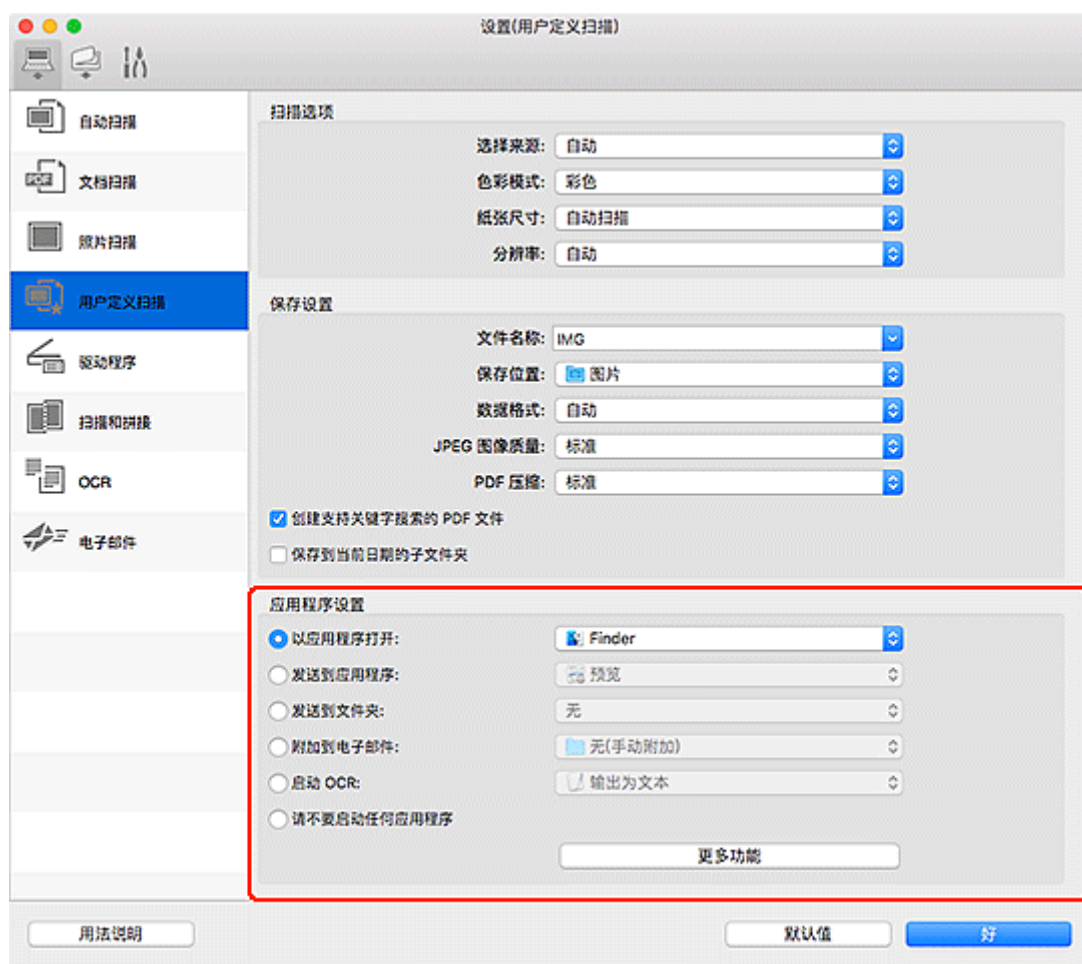 设置(用户定义扫描)
自动扫描
文档扫描
照片扫描
用户定义扫描
驱动程序
扫描和拼接
OCR
电子邮件
扫描选项
选择来源: 自动
色彩模式: 彩色
纸张尺寸: 自动扫描
分辨率: 自动
保存设置
文件名称: IMG
保存位置: 图片
数据格式: 自动
JPEG 图像质量: 标准
PDF 压缩: 标准
创建支持关键字搜索的 PDF 文件
保存到当前日期的子文件夹
应用程序设置
以应用程序打开: Finder
发送到应用程序: 预览
发送到文件夹: 无
附加到电子邮件: 无(手动附加)
启动 OCR: 输出为文本
请不要启动任何应用程序
更多功能
用法说明 默认值 好